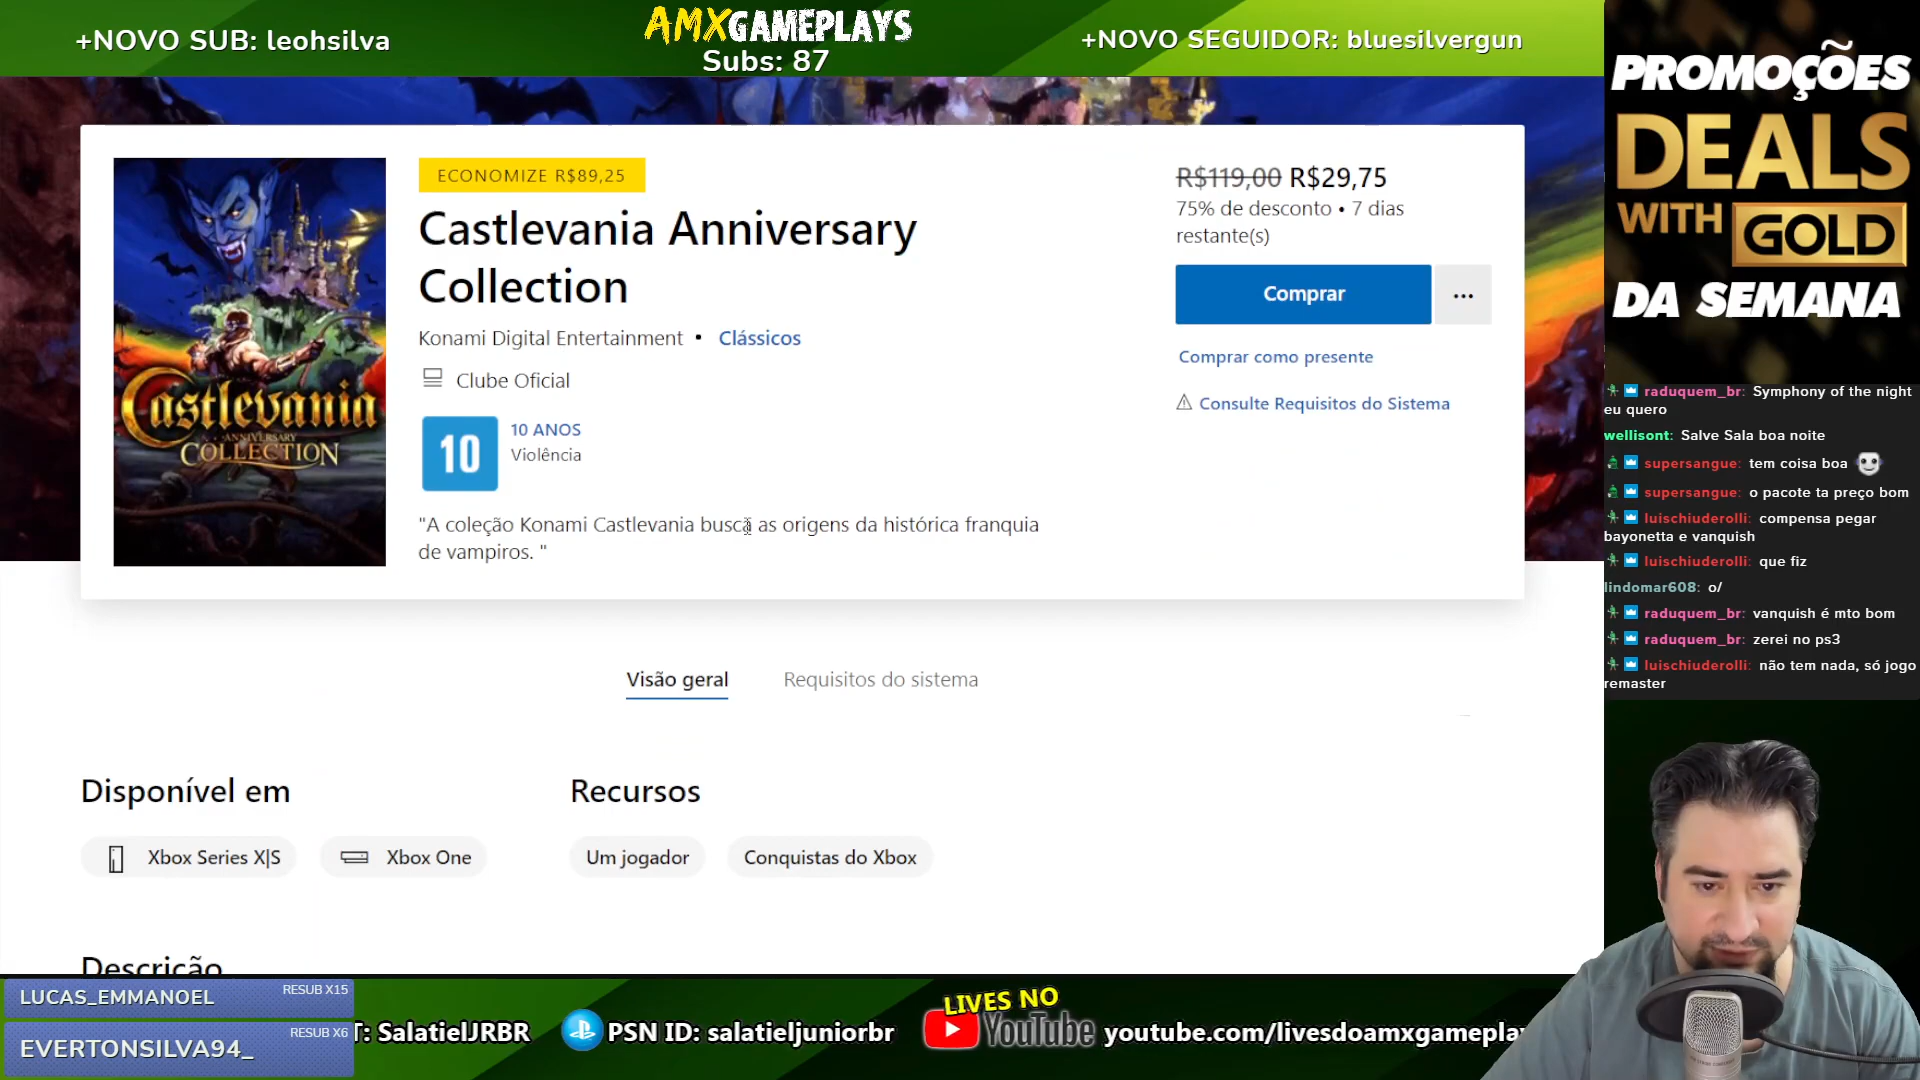 +NOVO SUB: leohsilva
AMXGAMEPLAYS
Subs: 87
+NOVO SEGUIDOR: bluesilvergun
ECONOMIZE R$89,25
Castlevania Anniversary
Collection
Konami Digital Entertainment • Clássicos
Clube Oficial
10
10 ANOS
Violência
"A coleção Konami Castlevania busca as origens da histórica franquia
de vampiros. "
Castlevania
ANNIVERSARY
COLLECTION
R$119,00 R$29,75
75% de desconto • 7 dias
restante(s)
Comprar
...
Comprar como presente
Consulte Requisitos do Sistema
Visão geral
Requisitos do sistema
Disponível em
Recursos
Xbox Series X|S
Xbox One
Um jogador
Conquistas do Xbox
Descrição
PROMOÇÕES
DEALS
WITH GOLD
DA SEMANA
raduquem_br: Symphony of the night
eu quero
wellisont: Salve Sala boa noite
supersangue: tem coisa boa
supersangue: o pacote ta preço bom
luischiuderolli: compensa pegar
bayonetta e vanquish
luischiuderolli: que fiz
lindomar608: o/
raduquem_br: vanquish é mto bom
raduquem_br: zerei no ps3
luischiuderolli: não tem nada, só jogo
remaster
LUCAS_EMMANOEL
RESUB X15
EVERTONSILVA94_
RESUB X6
T: SalatielJRBR
PSN ID: salatieljuniorbr
LIVES NO
YouTube
youtube.com/livesdoamxgameplay